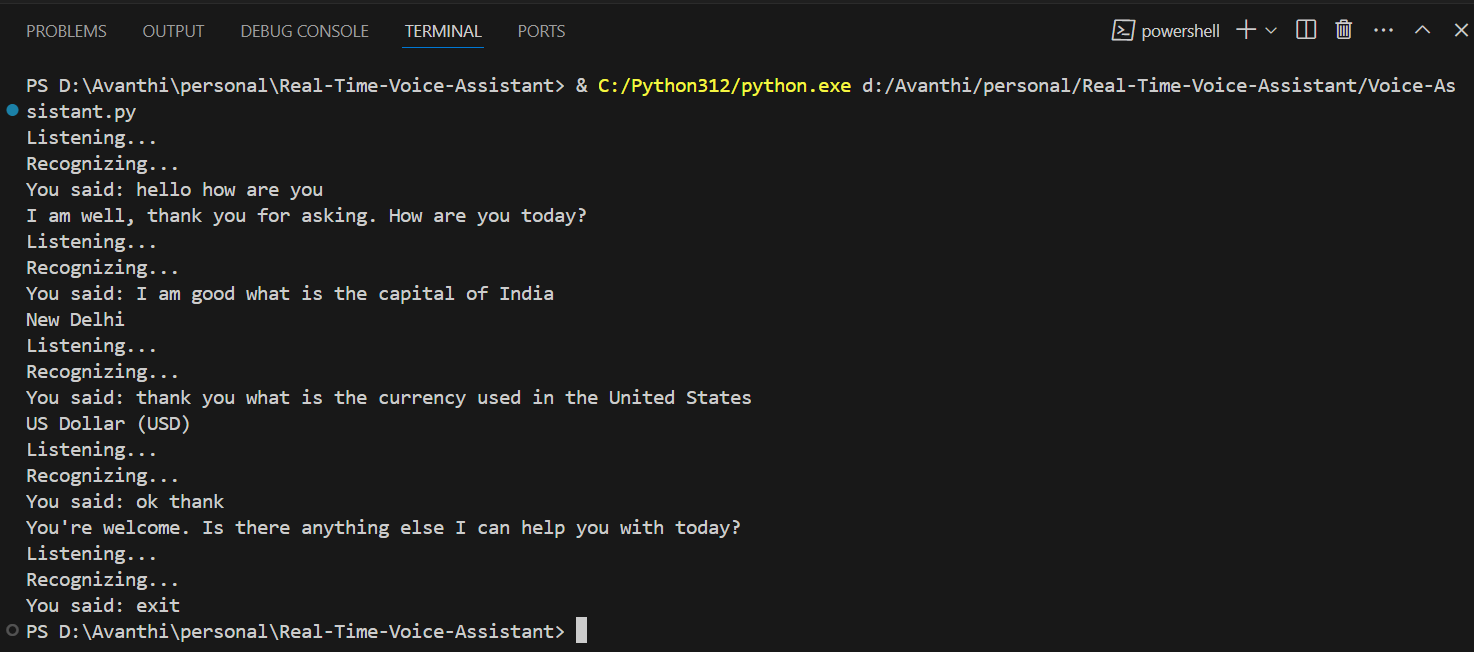 PROBLEMS OUTPUT DEBUG CONSOLE TERMINAL PORTS powershell
PS D:\Avanthi\personal\Real-Time-Voice-Assistant> & C:/Python312/python.exe d:/Avanthi/personal/Real-Time-Voice-Assistant/Voice-As
sistant.py
Listening...
Recognizing...
You said: hello how are you
I am well, thank you for asking. How are you today?
Listening...
Recognizing...
You said: I am good what is the capital of India
New Delhi
Listening...
Recognizing...
You said: thank you what is the currency used in the United States
US Dollar (USD)
Listening...
Recognizing...
You said: ok thank
You're welcome. Is there anything else I can help you with today?
Listening...
Recognizing...
You said: exit
PS D:\Avanthi\personal\Real-Time-Voice-Assistant>